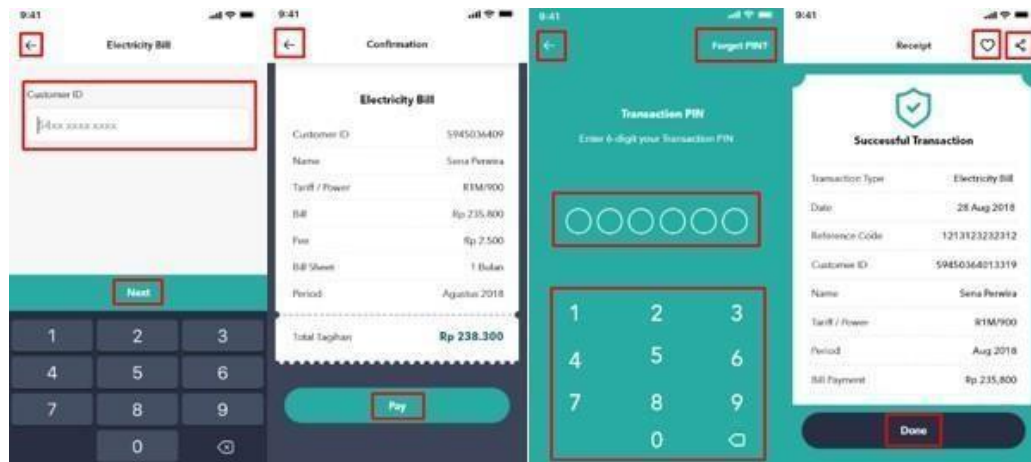 9:41
Electricity Bill
Customer ID
54xx xxxx xxxx
Next
1 2 3
4 5 6
7 8 9
0
9:41
Confirmation
Electricity Bill
Customer ID 5945036409
Name Sena Perwira
Tariff / Power R1M/900
Bill Rp 235.800
Fee Rp 2.500
Bill Sheet 1 Bulan
Period Agustus 2018
Total Tagihan Rp 238.300
Pay
9:41
Forget PIN?
Transaction PIN
Enter 6-digit your Transaction PIN
1 2 3
4 5 6
7 8 9
0
9:41
Receipt
Successful Transaction
Transaction Type Electricity Bill
Date 28 Aug 2018
Reference Code 1213123232312
Customer ID 59450364013319
Name Sena Perwira
Tariff / Power R1M/900
Period Aug 2018
Bill Payment Rp 235,800
Done